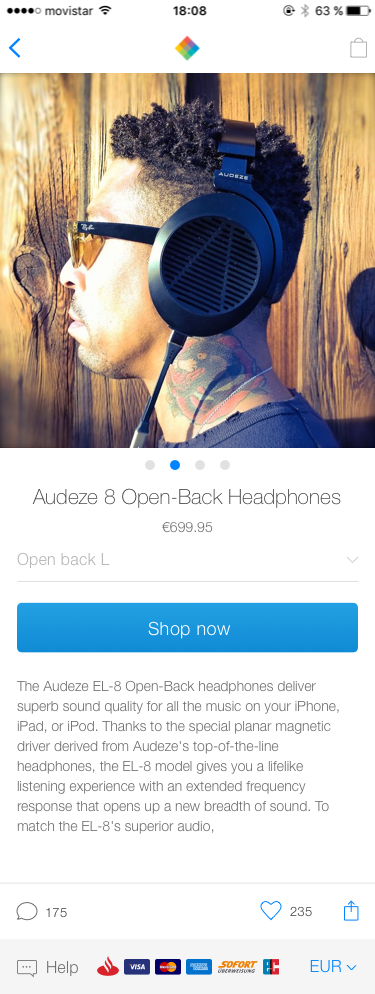 movistar 18:08 63 %
AUDEZE
Ray-Ban
Audeze 8 Open-Back Headphones
€699.95
Open back L
Shop now
The Audeze EL-8 Open-Back headphones deliver
superb sound quality for all the music on your iPhone,
iPad, or iPod. Thanks to the special planar magnetic
driver derived from Audeze's top-of-the-line
headphones, the EL-8 model gives you a lifelike
listening experience with an extended frequency
response that opens up a new breadth of sound. To
match the EL-8's superior audio,
175 235
Help VISA MasterCard AMERICAN EXPRESS SOFORT ÜBERWEISUNG EUR